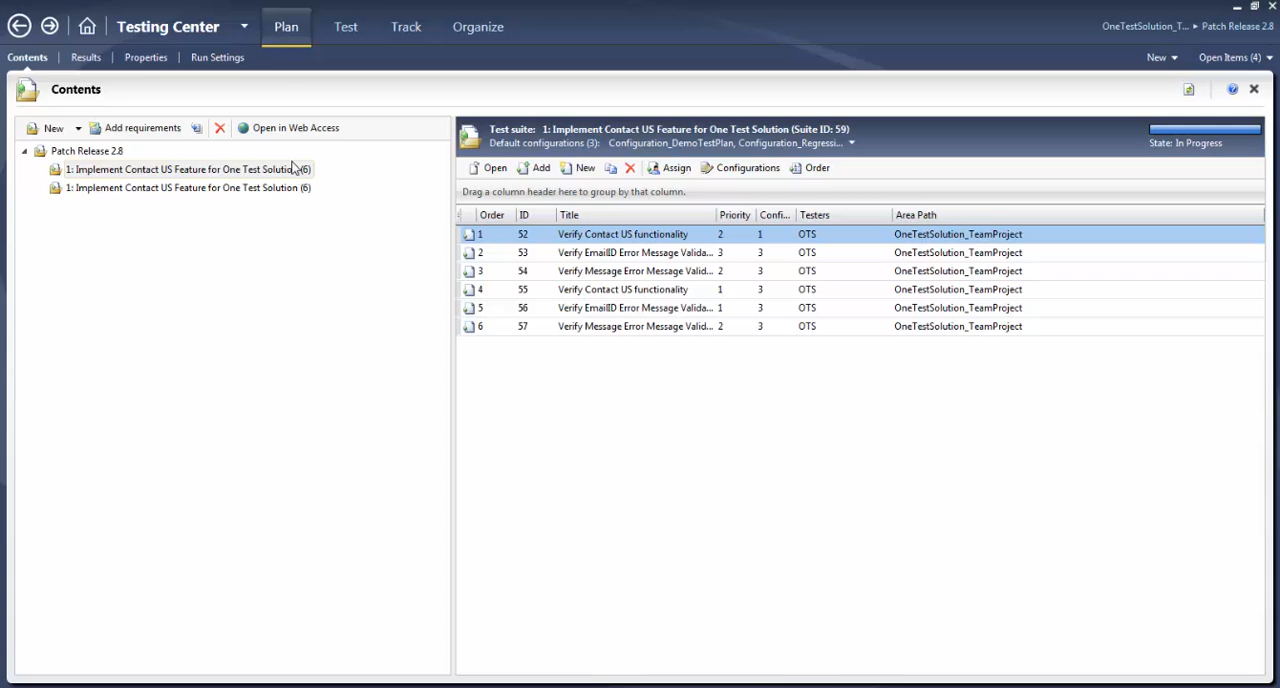 Testing Center Plan Test Track Organize OneTestSolution_T... ▸ Patch Release 2.8
Contents | Results | Properties | Run Settings New Open Items (4)
Contents
New Add requirements Open in Web Access
Patch Release 2.8
1: Implement Contact US Feature for One Test Solution (6)
1: Implement Contact US Feature for One Test Solution (6)
Test suite: 1: Implement Contact US Feature for One Test Solution (Suite ID: 59)
Default configurations (3): Configuration_DemoTestPlan, Configuration_Regressi... State: In Progress
Open Add New Assign Configurations Order
Drag a column header here to group by that column.
Order ID Title Priority Confi... Testers Area Path
1 52 Verify Contact US functionality 2 1 OTS OneTestSolution_TeamProject
2 53 Verify EmailID Error Message Valida... 3 3 OTS OneTestSolution_TeamProject
3 54 Verify Message Error Message Valid... 2 3 OTS OneTestSolution_TeamProject
4 55 Verify Contact US functionality 1 3 OTS OneTestSolution_TeamProject
5 56 Verify EmailID Error Message Valida... 1 3 OTS OneTestSolution_TeamProject
6 57 Verify Message Error Message Valid... 2 3 OTS OneTestSolution_TeamProject